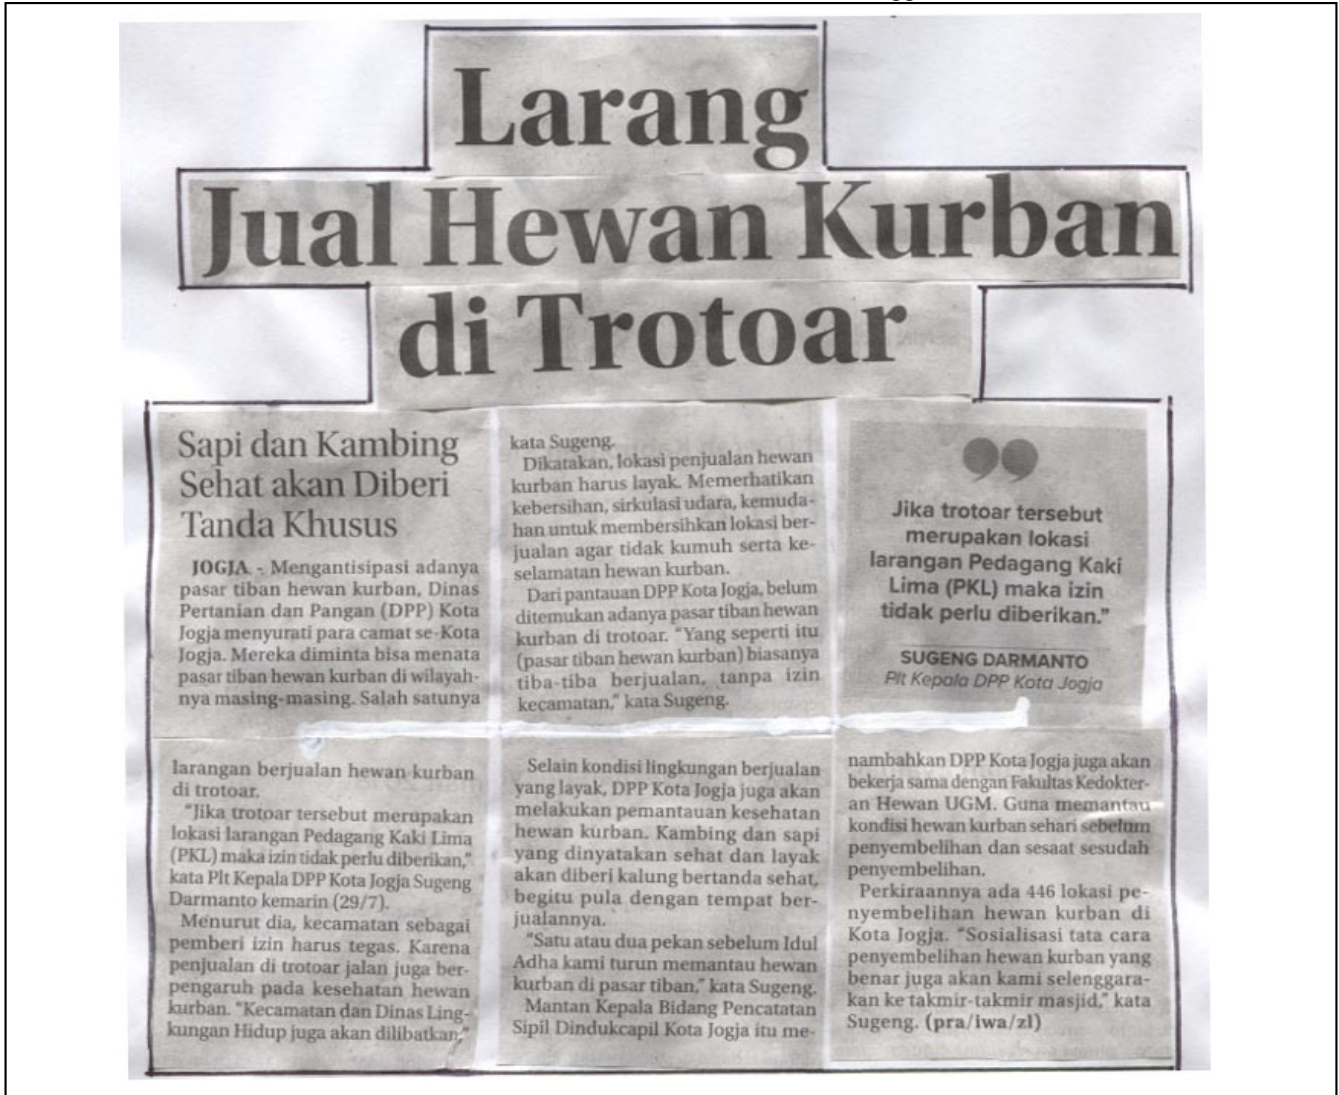 Larang
Jual Hewan Kurban
di Trotoar
Sapi dan Kambing
Sehat akan Diberi
Tanda Khusus
JOGJA - Mengantisipasi adanya
pasar tiban hewan kurban, Dinas
Pertanian dan Pangan (DPP) Kota
Jogja menyurati para camat se-Kota
Jogja. Mereka diminta bisa menata
pasar tiban hewan kurban di wilayah-
nya masing-masing. Salah satunya
larangan berjualan hewan kurban
di trotoar.
"Jika trotoar tersebut merupakan
lokasi larangan Pedagang Kaki Lima
(PKL) maka izin tidak perlu diberikan,"
kata Plt Kepala DPP Kota Jogja Sugeng
Darmanto kemarin (29/7).
Menurut dia, kecamatan sebagai
pemberi izin harus tegas. Karena
penjualan di trotoar jalan juga ber-
pengaruh pada kesehatan hewan
kurban. "Kecamatan dan Dinas Ling-
kungan Hidup juga akan dilibatkan,"
kata Sugeng.
Dikatakan, lokasi penjualan hewan
kurban harus layak. Memerhatikan
kebersihan, sirkulasi udara, kemuda-
han untuk membersihkan lokasi ber-
jualan agar tidak kumuh serta ke-
selamatan hewan kurban.
Dari pantauan DPP Kota Jogja, belum
ditemukan adanya pasar tiban hewan
kurban di trotoar. "Yang seperti itu
(pasar tiban hewan kurban) biasanya
tiba-tiba berjualan, tanpa izin
kecamatan," kata Sugeng.
Selain kondisi lingkungan berjualan
yang layak, DPP Kota Jogja juga akan
melakukan pemantauan kesehatan
hewan kurban. Kambing dan sapi
yang dinyatakan sehat dan layak
akan diberi kalung bertanda sehat,
begitu pula dengan tempat ber-
jualannya.
"Satu atau dua pekan sebelum Idul
Adha kami turun memantau hewan
kurban di pasar tiban," kata Sugeng.
Mantan Kepala Bidang Pencatatan
Sipil Dindukcapil Kota Jogja itu me-
nambahkan DPP Kota Jogja juga akan
bekerja sama dengan Fakultas Kedokter-
an Hewan UGM. Guna memantau
kondisi hewan kurban sehari sebelum
penyembelihan dan sesaat sesudah
penyembelihan.
Perkiraannya ada 446 lokasi pe-
nyembelihan hewan kurban di
Kota Jogja. "Sosialisasi tata cara
penyembelihan hewan kurban yang
benar juga akan kami selenggara-
kan ke takmir-takmir masjid," kata
Sugeng. (pra/iwa/zl)
”
Jika trotoar tersebut
merupakan lokasi
larangan Pedagang Kaki
Lima (PKL) maka izin
tidak perlu diberikan.”
SUGENG DARMANTO
Plt Kepala DPP Kota Jogja